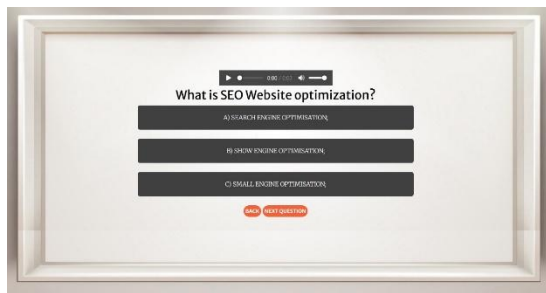 0:00 / 0:03
What is SEO Website optimization?
A) SEARCH ENGINE OPTIMISATION;
B) SHOW ENGINE OPTIMISATION;
C) SMALL ENGINE OPTIMISATION;
BACK NEXT QUESTION